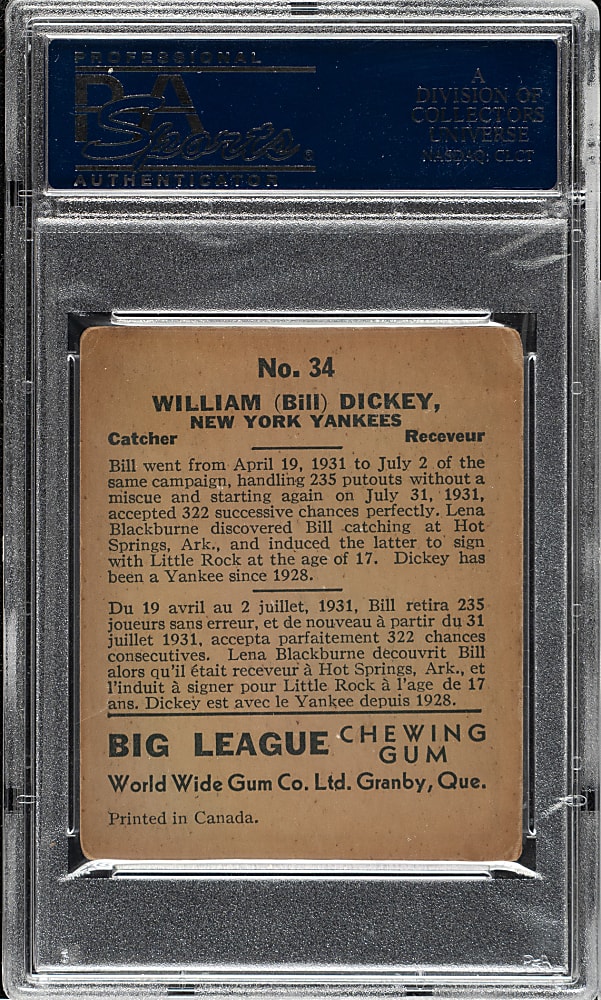 PROFESSIONAL
PSA
Sports
AUTHENTICATOR
A
DIVISION OF
COLLECTORS
UNIVERSE
NASDAQ: CLCT
No. 34
WILLIAM (Bill) DICKEY,
NEW YORK YANKEES
Catcher Receveur
Bill went from April 19, 1931 to July 2 of the
same campaign, handling 235 putouts without a
miscue and starting again on July 31, 1931,
accepted 322 successive chances perfectly. Lena
Blackburne discovered Bill catching at Hot
Springs, Ark., and induced the latter to sign
with Little Rock at the age of 17. Dickey has
been a Yankee since 1928.
Du 19 avril au 2 juillet, 1931, Bill retira 235
joueurs sans erreur, et de nouveau à partir du 31
juillet 1931, accepta parfaitement 322 chances
consecutives. Lena Blackburne decouvrit Bill
alors qu'il était receveur à Hot Springs, Ark., et
l'induit à signer pour Little Rock à l'age de 17
ans. Dickey est avec le Yankee depuis 1928.
BIG LEAGUE CHEWING GUM
World Wide Gum Co. Ltd. Granby, Que.
Printed in Canada.
PSA